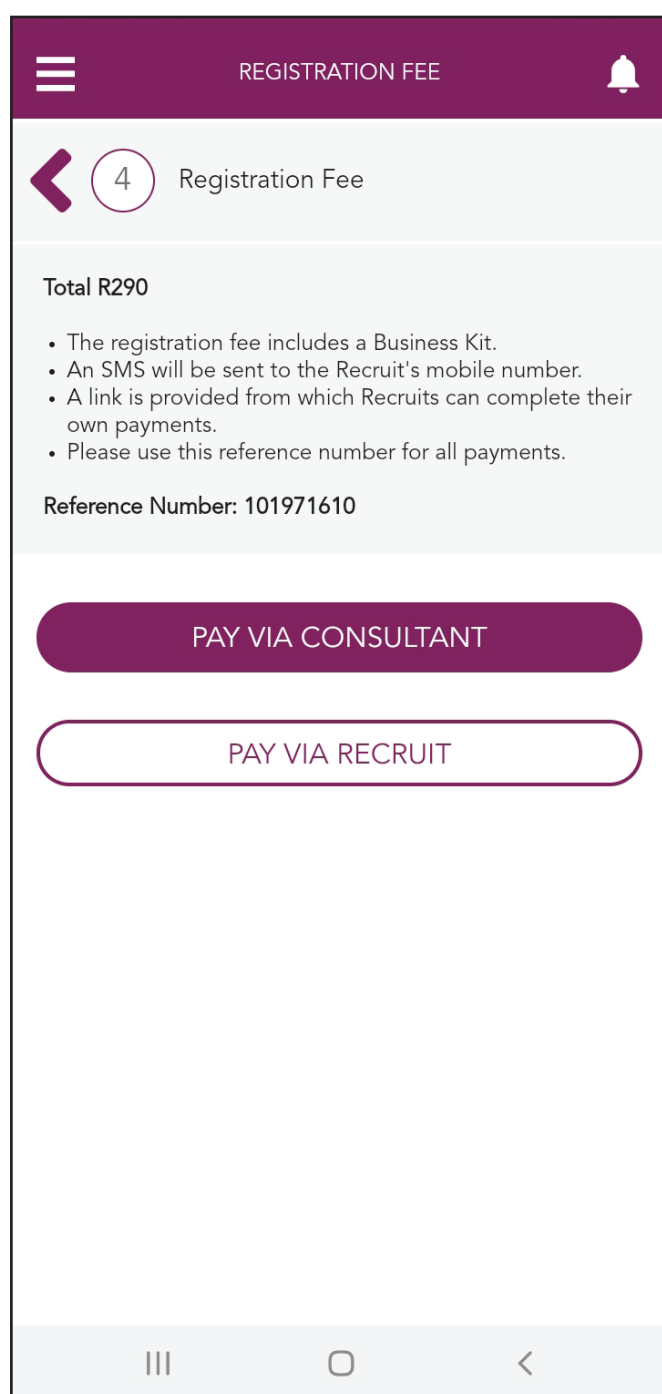 REGISTRATION FEE
4 Registration Fee
Total R290
• The registration fee includes a Business Kit.
• An SMS will be sent to the Recruit's mobile number.
• A link is provided from which Recruits can complete their
own payments.
• Please use this reference number for all payments.
Reference Number: 101971610
PAY VIA CONSULTANT
PAY VIA RECRUIT